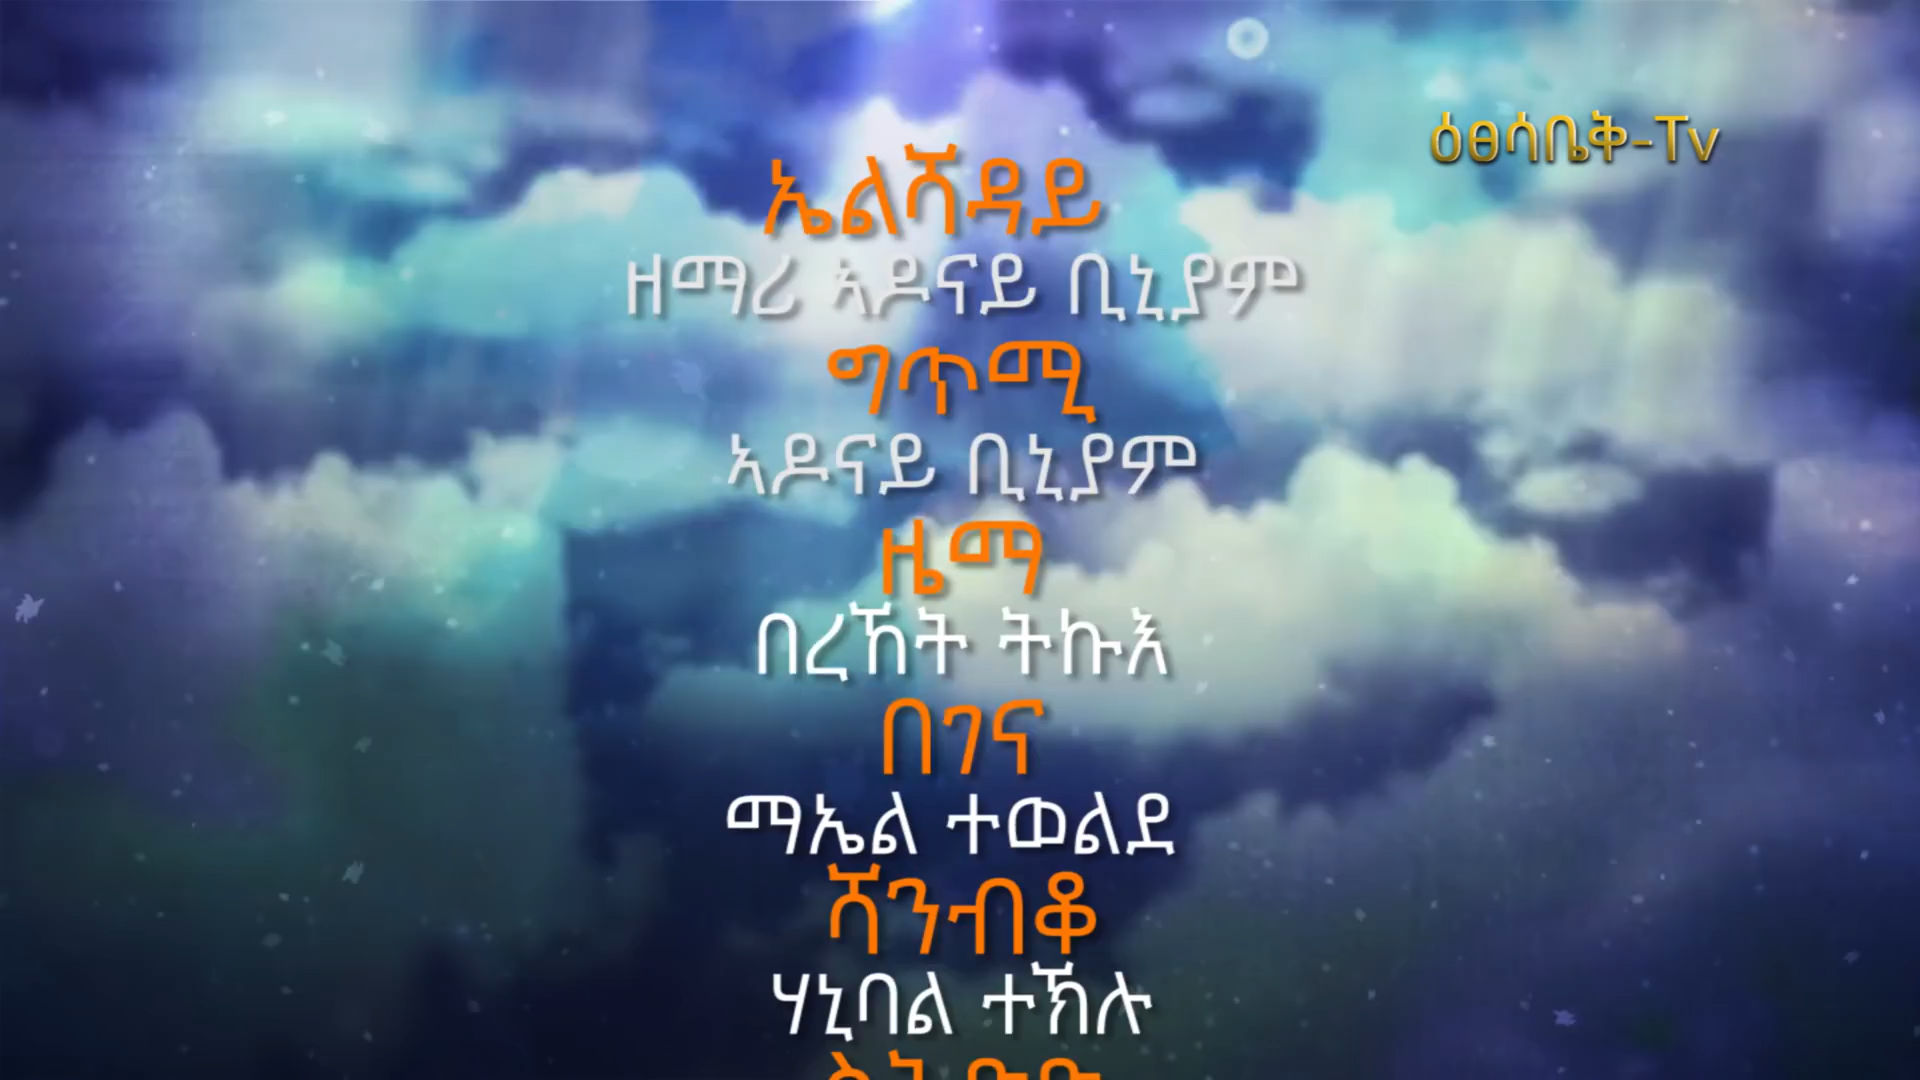 ዕፀሳቤቅ-Tv
ኤልሻዳይ
ዘማሪ ኣዶናይ ቢኒያም
ግጥሚ
ኣዶናይ ቢኒያም
ዜማ
በረኸት ትኩእ
በገና
ማኤል ተወልደ
ሻንብቆ
ሃኒባል ተኽሉ